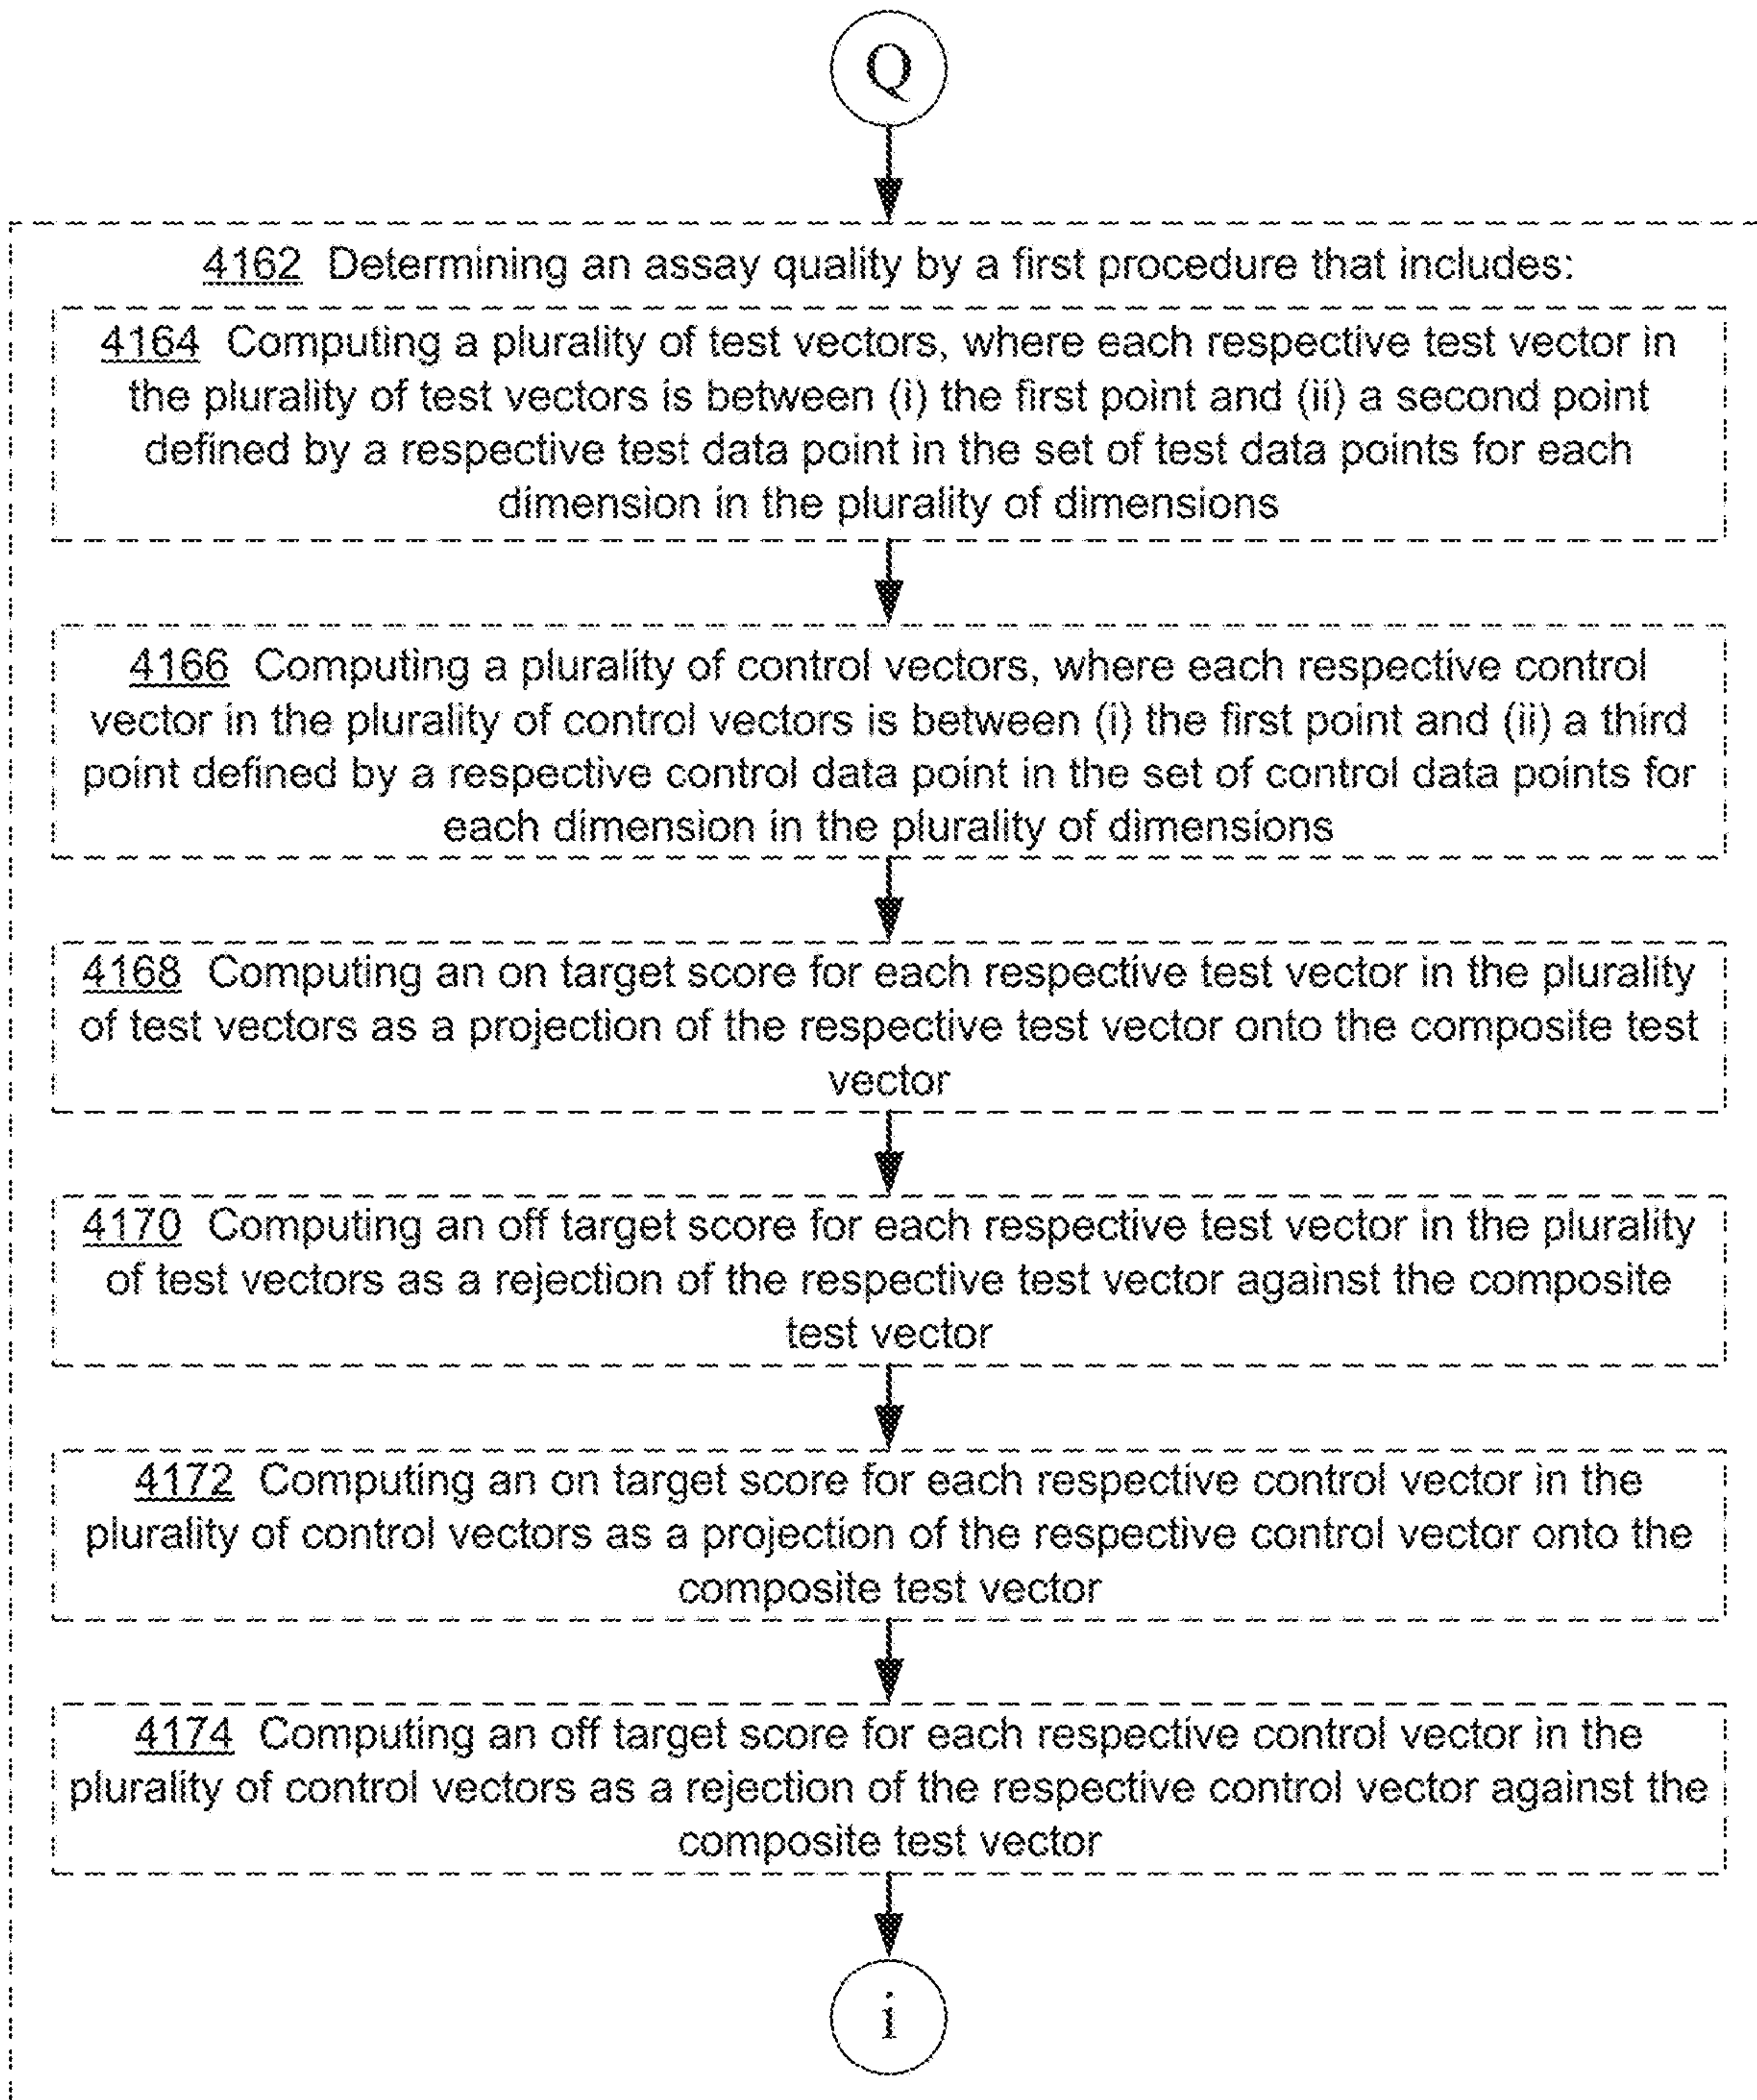 Q
4162 Determining an assay quality by a first procedure that includes:
4164 Computing a plurality of test vectors, where each respective test vector in
the plurality of test vectors is between (i) the first point and (ii) a second point
defined by a respective test data point in the set of test data points for each
dimension in the plurality of dimensions
4166 Computing a plurality of control vectors, where each respective control
vector in the plurality of control vectors is between (i) the first point and (ii) a third
point defined by a respective control data point in the set of control data points for
each dimension in the plurality of dimensions
4168 Computing an on target score for each respective test vector in the plurality
of test vectors as a projection of the respective test vector onto the composite test
vector
4170 Computing an off target score for each respective test vector in the plurality
of test vectors as a rejection of the respective test vector against the composite
test vector
4172 Computing an on target score for each respective control vector in the
plurality of control vectors as a projection of the respective control vector onto the
composite test vector
4174 Computing an off target score for each respective control vector in the
plurality of control vectors as a rejection of the respective control vector against the
composite test vector
i